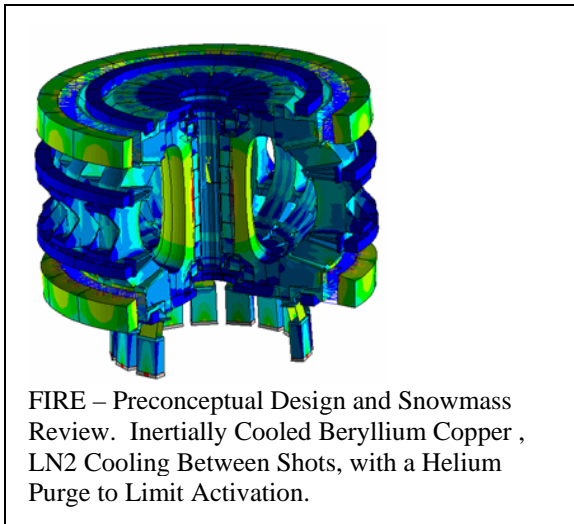 FIRE – Preconceptual Design and Snowmass
Review.  Inertially Cooled Beryllium Copper ,
LN2 Cooling Between Shots, with a Helium
Purge to Limit Activation.